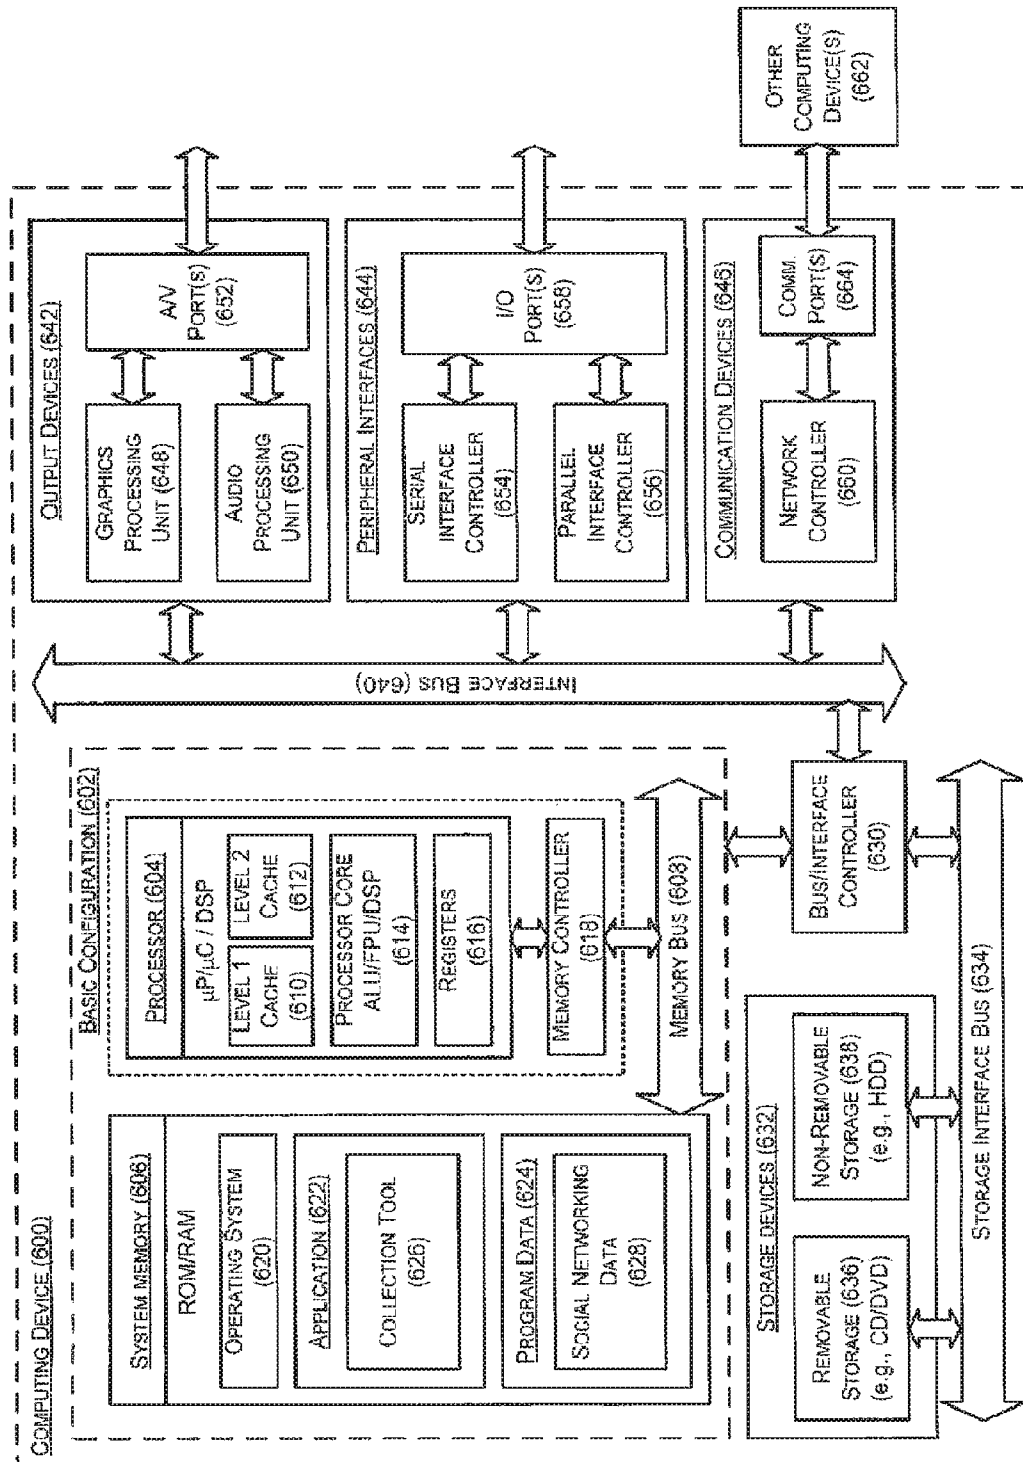 COMPUTING DEVICE (600)
BASIC CONFIGURATION (602)
SYSTEM MEMORY (606)
ROM/RAM
OPERATING SYSTEM
(620)
APPLICATION (622)
COLLECTION TOOL
(626)
PROGRAM DATA (624)
SOCIAL NETWORKING
DATA
(628)
PROCESSOR (604)
µP/µC / DSP
LEVEL 1
CACHE
(610)
LEVEL 2
CACHE
(612)
PROCESSOR CORE
ALU/FPU/DSP
(614)
REGISTERS
(616)
MEMORY CONTROLLER
(618)
MEMORY BUS (608)
STORAGE DEVICES (632)
REMOVABLE
STORAGE (636)
(e.g., CD/DVD)
NON-REMOVABLE
STORAGE (638)
(e.g., HDD)
BUS/INTERFACE
CONTROLLER
(630)
STORAGE INTERFACE BUS (634)
INTERFACE BUS (640)
OUTPUT DEVICES (642)
GRAPHICS
PROCESSING
UNIT (648)
AUDIO
PROCESSING
UNIT (650)
A/V
PORT(S)
(652)
PERIPHERAL INTERFACES (644)
SERIAL
INTERFACE
CONTROLLER
(654)
PARALLEL
INTERFACE
CONTROLLER
(656)
I/O
PORT(S)
(658)
COMMUNICATION DEVICES (646)
NETWORK
CONTROLLER
(660)
COMM.
PORT(S)
(664)
OTHER
COMPUTING
DEVICE(S)
(662)